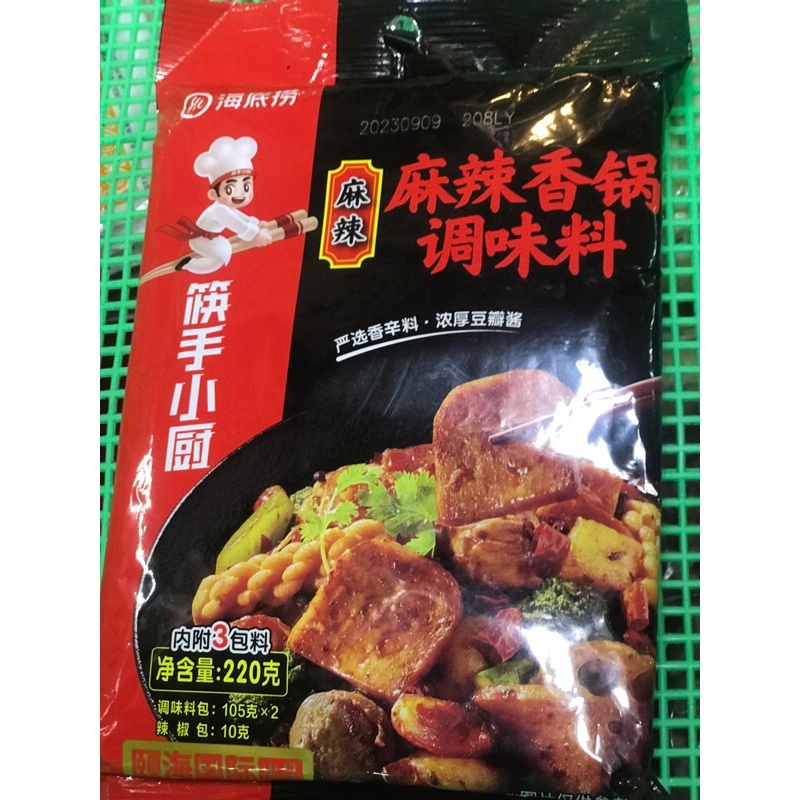 海底捞
20230909 208LY
麻辣
麻辣香锅
调味料
筷手小厨
严选香辛料·浓厚豆瓣酱
内附3包料
净含量:220克
调味料包:105克×2
辣椒包:10克